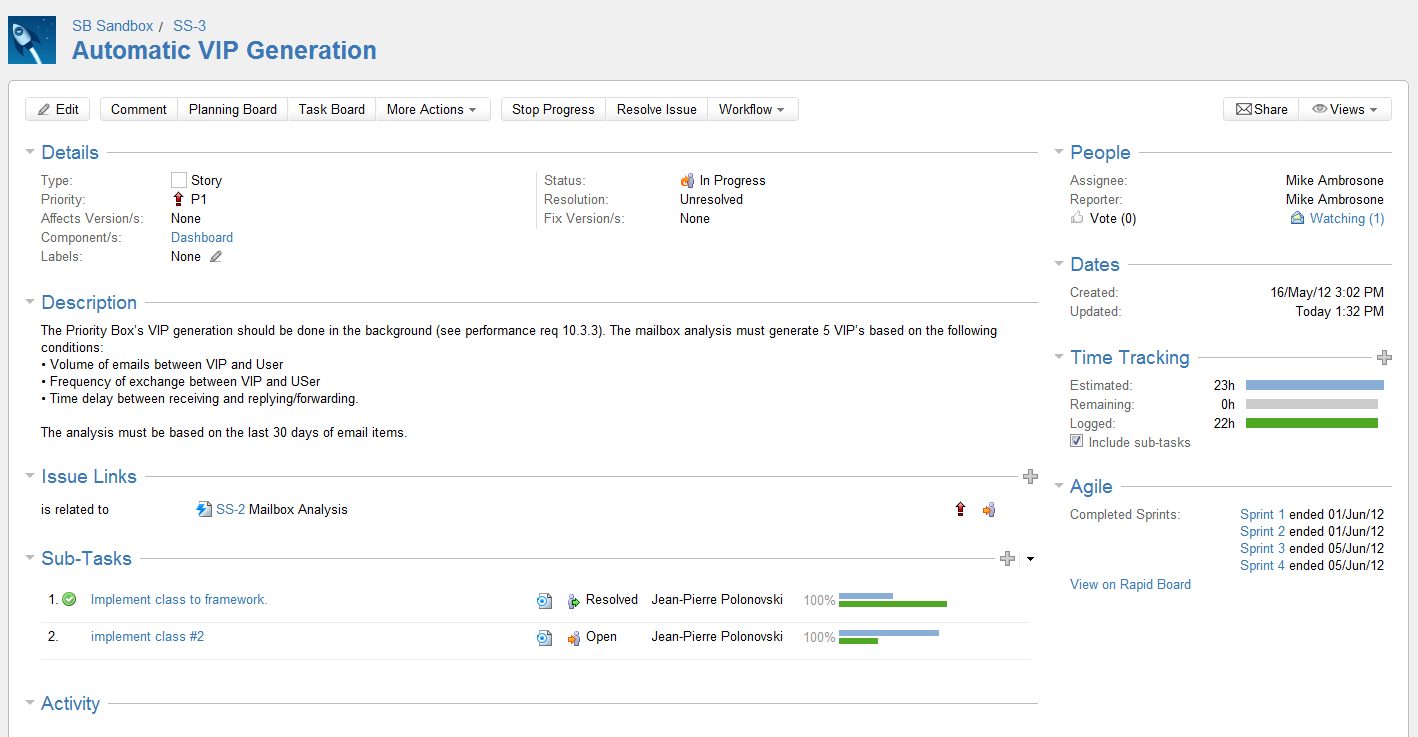 SB Sandbox / SS-3
Automatic VIP Generation
Edit Comment Planning Board Task Board More Actions Stop Progress Resolve Issue Workflow Share Views
Details
Type: Story
Priority: P1
Affects Version/s: None
Component/s: Dashboard
Labels: None
Status: In Progress
Resolution: Unresolved
Fix Version/s: None
Description
The Priority Box's VIP generation should be done in the background (see performance req 10.3.3). The mailbox analysis must generate 5 VIP's based on the following
conditions:
• Volume of emails between VIP and User
• Frequency of exchange between VIP and USer
• Time delay between receiving and replying/forwarding.
The analysis must be based on the last 30 days of email items.
Issue Links
is related to SS-2 Mailbox Analysis
Sub-Tasks
1. Implement class to framework. Resolved Jean-Pierre Polonovski 100%
2. implement class #2 Open Jean-Pierre Polonovski 100%
Activity
People
Assignee: Mike Ambrosone
Reporter: Mike Ambrosone
Vote (0) Watching (1)
Dates
Created: 16/May/12 3:02 PM
Updated: Today 1:32 PM
Time Tracking
Estimated: 23h
Remaining: 0h
Logged: 22h
Include sub-tasks
Agile
Completed Sprints: Sprint 1 ended 01/Jun/12
Sprint 2 ended 01/Jun/12
Sprint 3 ended 05/Jun/12
Sprint 4 ended 05/Jun/12
View on Rapid Board